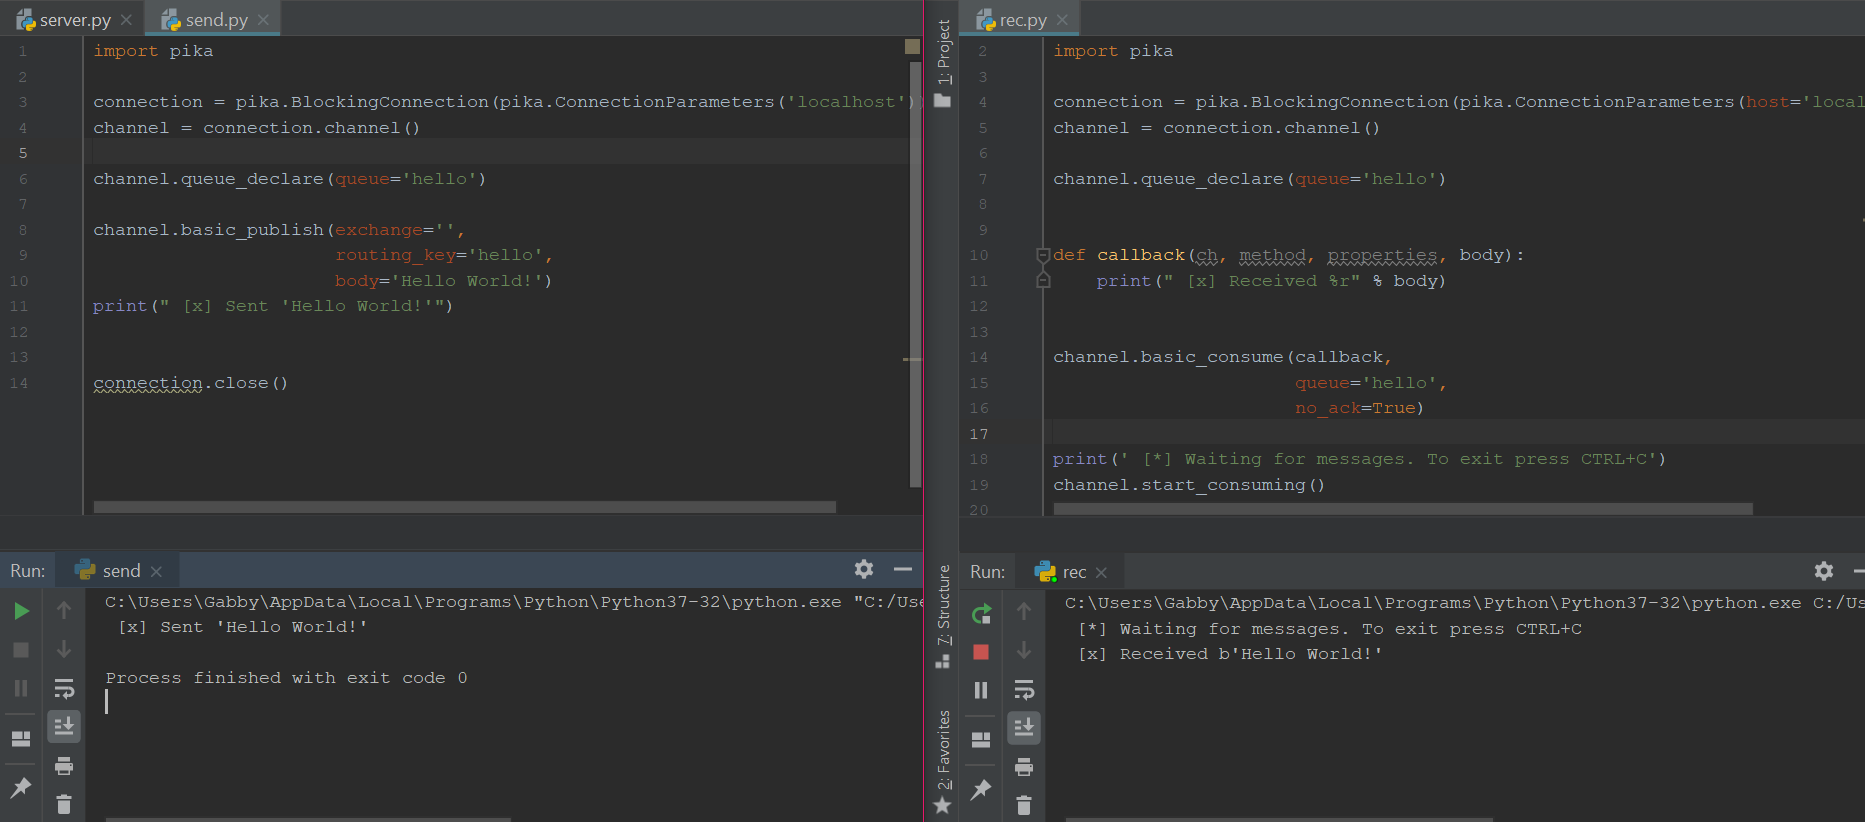 server.py
send.py
1 import pika
2
3 connection = pika.BlockingConnection(pika.ConnectionParameters('localhost')
4 channel = connection.channel()
5
6 channel.queue_declare(queue='hello')
7
8 channel.basic_publish(exchange='',
9 routing_key='hello',
10 body='Hello World!')
11 print(" [x] Sent 'Hello World!'")
12
13
14 connection.close()
Run: send
C:\Users\Gabby\AppData\Local\Programs\Python\Python37-32\python.exe "C:/Use
[x] Sent 'Hello World!'
Process finished with exit code 0
1: Project
7: Structure
2: Favorites
rec.py
2 import pika
3
4 connection = pika.BlockingConnection(pika.ConnectionParameters(host='local
5 channel = connection.channel()
6
7 channel.queue_declare(queue='hello')
8
9
10 def callback(ch, method, properties, body):
11 print(" [x] Received %r" % body)
12
13
14 channel.basic_consume(callback,
15 queue='hello',
16 no_ack=True)
17
18 print(' [*] Waiting for messages. To exit press CTRL+C')
19 channel.start_consuming()
20
Run: rec
C:\Users\Gabby\AppData\Local\Programs\Python\Python37-32\python.exe C:/Us
[*] Waiting for messages. To exit press CTRL+C
[x] Received b'Hello World!'